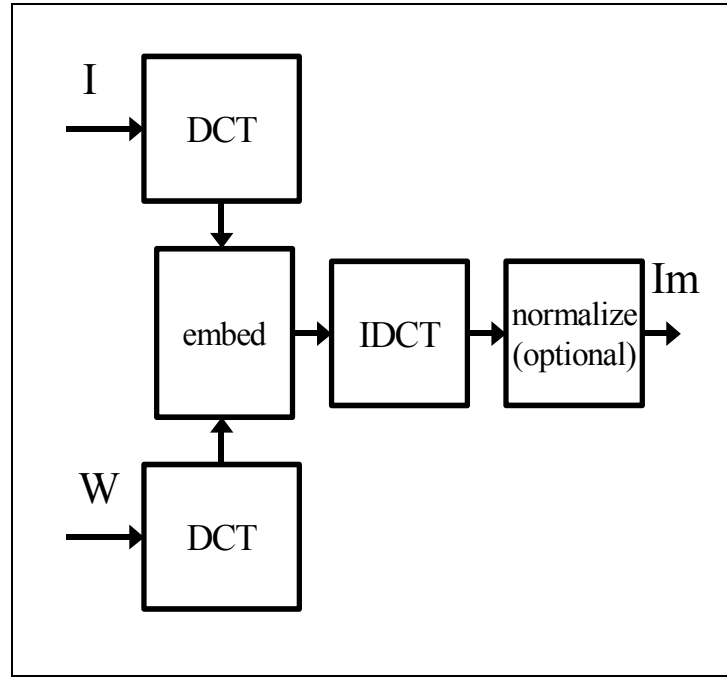 I
DCT
embed
IDCT
normalize
(optional)
Im
W
DCT